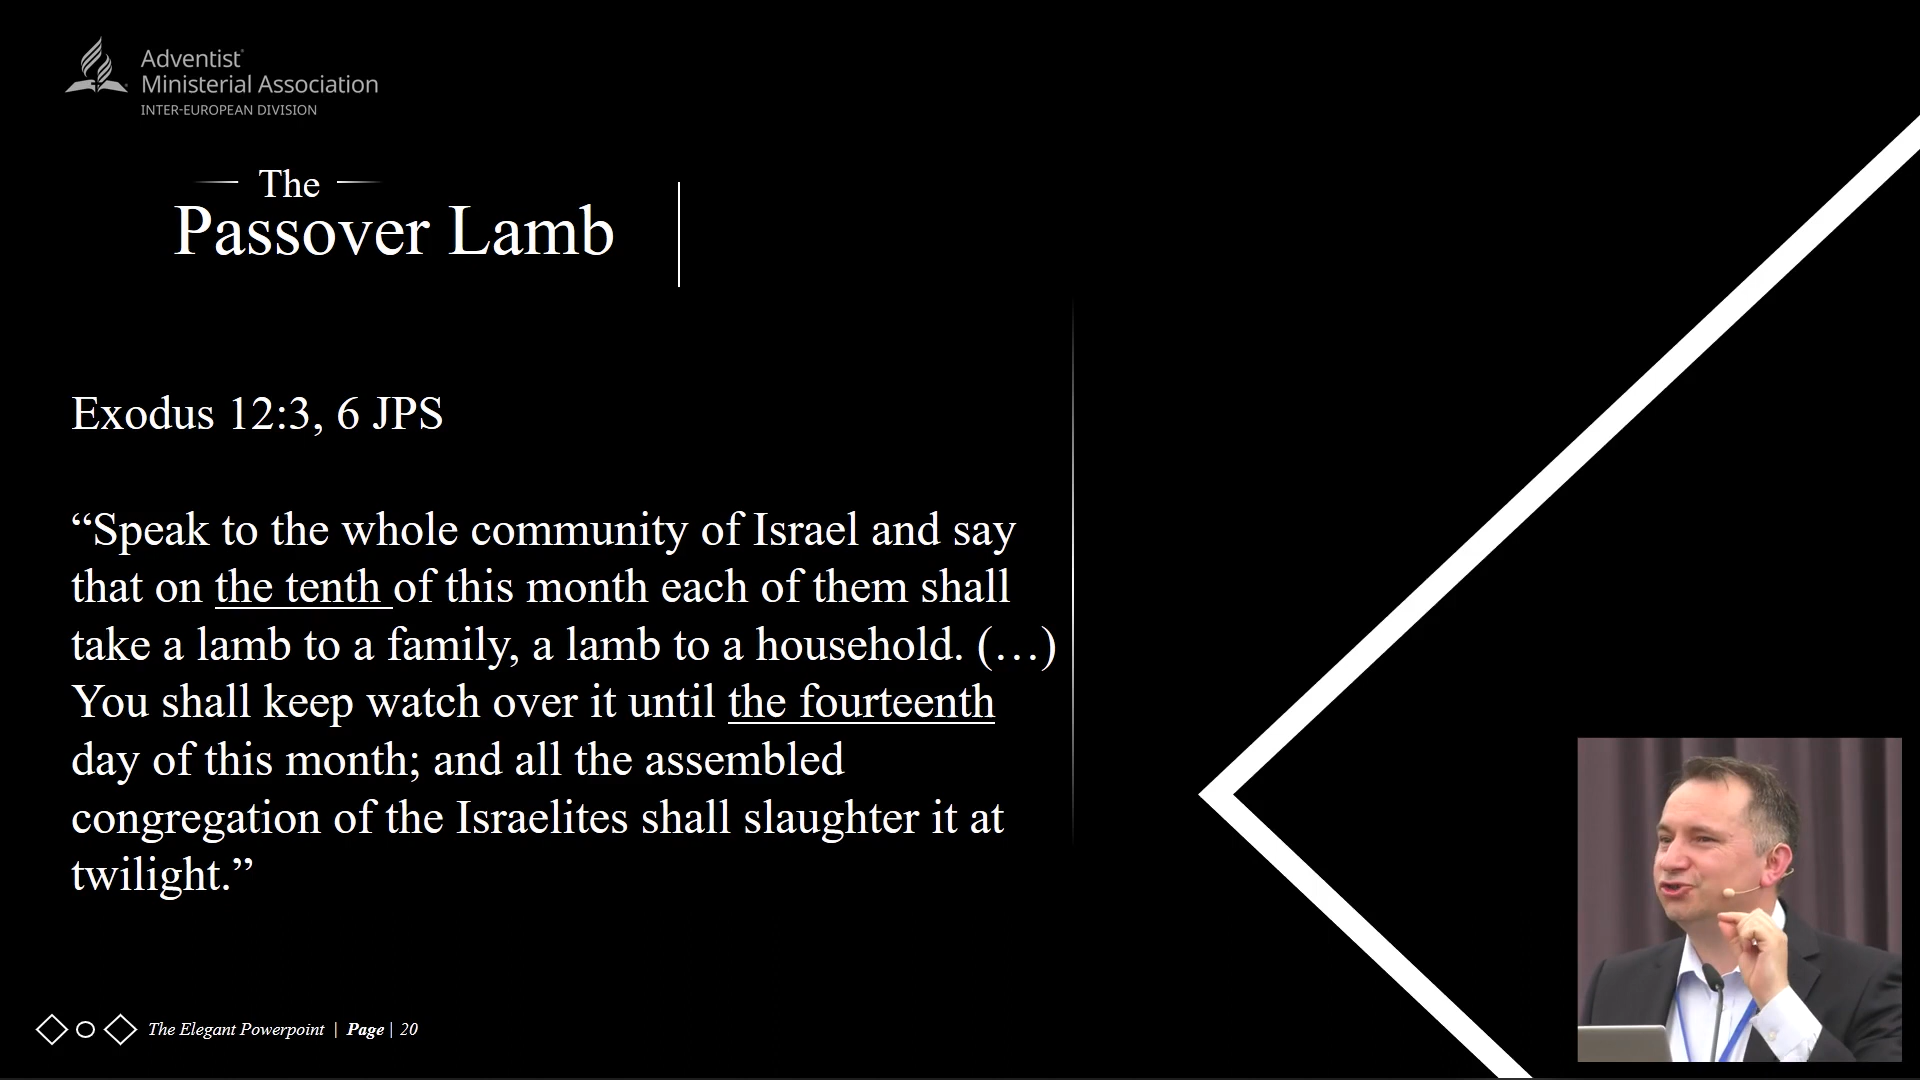 Adventist
Ministerial Association
INTER-EUROPEAN DIVISION
The
Passover Lamb
Exodus 12:3, 6 JPS
“Speak to the whole community of Israel and say
that on the tenth of this month each of them shall
take a lamb to a family, a lamb to a household. (…)
You shall keep watch over it until the fourteenth
day of this month; and all the assembled
congregation of the Israelites shall slaughter it at
twilight.”
The Elegant Powerpoint | Page | 20